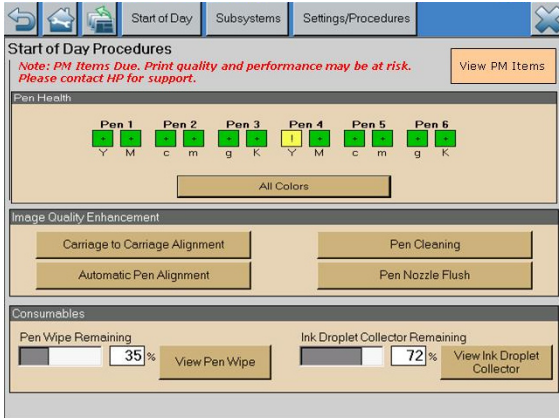 Start of Day
Subsystems
Settings/Procedures
Start of Day Procedures
Note: PM Items Due. Print quality and performance may be at risk.
Please contact HP for support.
View PM Items
Pen Health
Pen 1 Pen 2 Pen 3 Pen 4 Pen 5 Pen 6
+ + + + + + ! + + + + +
Y M c m g K Y M c m g K
All Colors
Image Quality Enhancement
Carriage to Carriage Alignment
Pen Cleaning
Automatic Pen Alignment
Pen Nozzle Flush
Consumables
Pen Wipe Remaining
35 %
View Pen Wipe
Ink Droplet Collector Remaining
72 %
View Ink Droplet
Collector